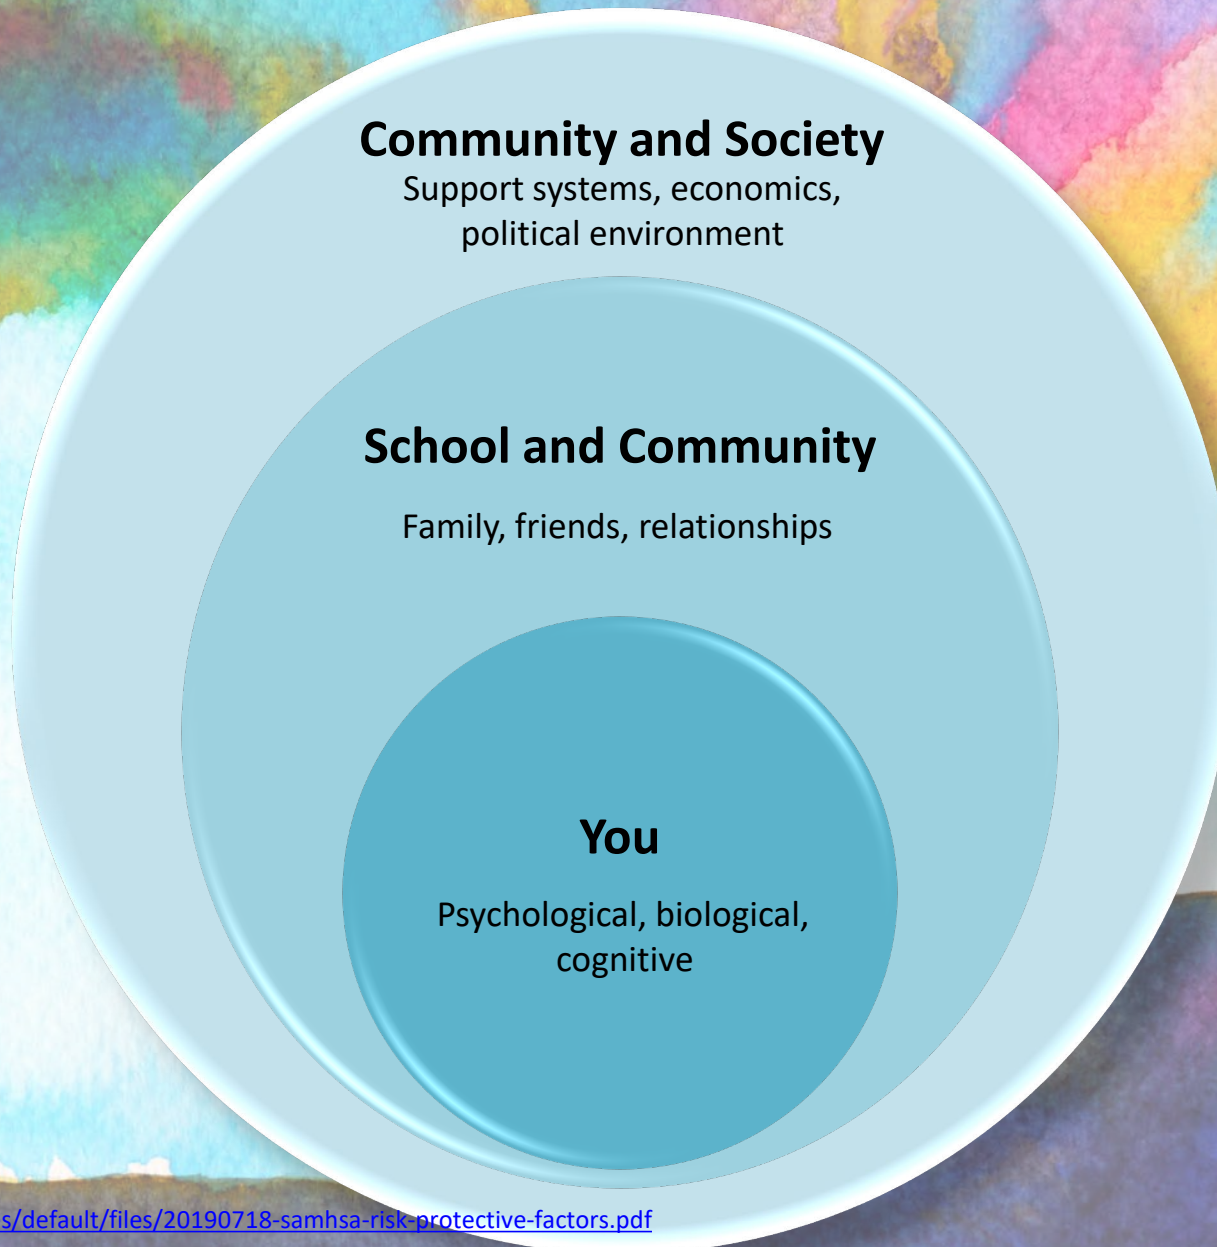 Community and Society
Support systems, economics,
political environment
School and Community
Family, friends, relationships
You
Psychological, biological,
cognitive
s/default/files/20190718-samhsa-risk-protective-factors.pdf